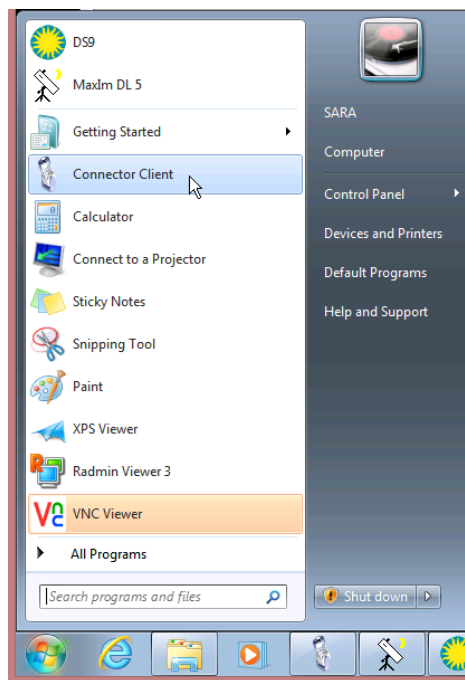 DS9
MaxIm DL 5
Getting Started
Connector Client
Calculator
Connect to a Projector
Sticky Notes
Snipping Tool
Paint
XPS Viewer
Radmin Viewer 3
VNC Viewer
All Programs
Search programs and files
SARA
Computer
Control Panel
Devices and Printers
Default Programs
Help and Support
Shut down